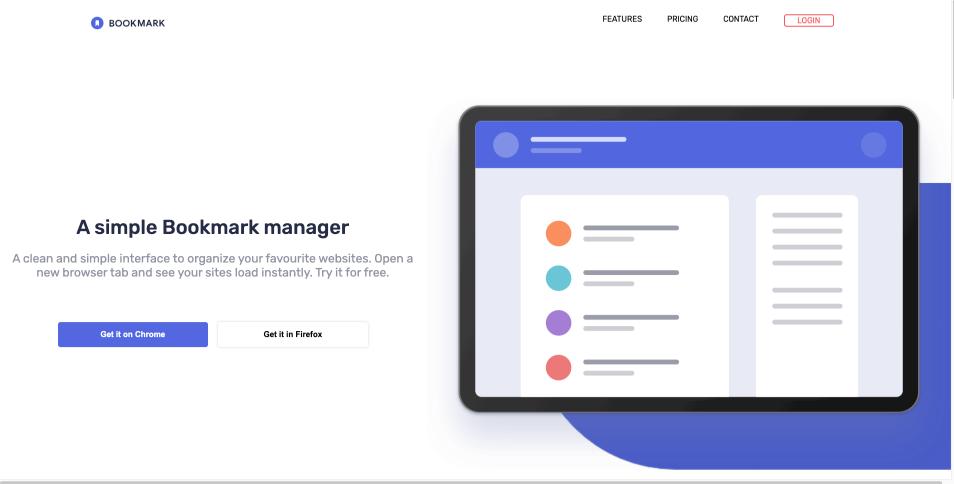 BOOKMARK
FEATURES
PRICING
CONTACT
LOGIN
A simple Bookmark manager
A clean and simple interface to organize your favourite websites. Open a
new browser tab and see your sites load instantly. Try it for free.
Get it on Chrome
Get it in Firefox